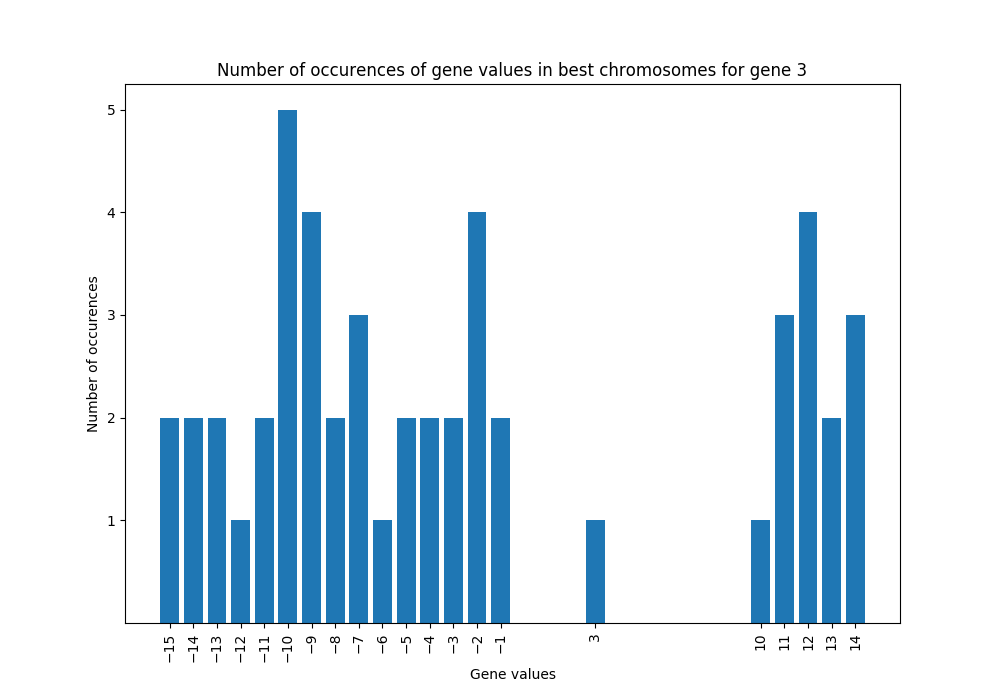 Number of occurences of gene values in best chromosomes for gene 3
5
4
3
2
1
Number of occurences
−15 −14 −13 −12 −11 −10 −9 −8 −7 −6 −5 −4 −3 −2 −1 3 10 11 12 13 14
Gene values